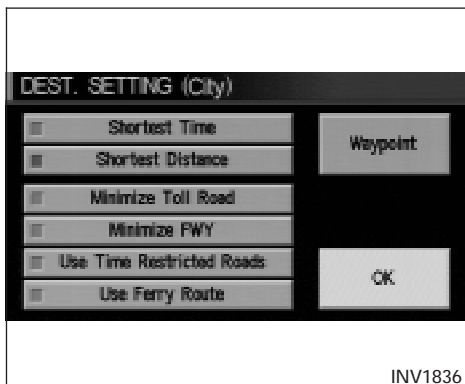 DEST. SETTING (City)
Shortest Time
Shortest Distance
Waypoint
Minimize Toll Road
Minimize FWY
Use Time Restricted Roads
Use Ferry Route
OK
INV1836